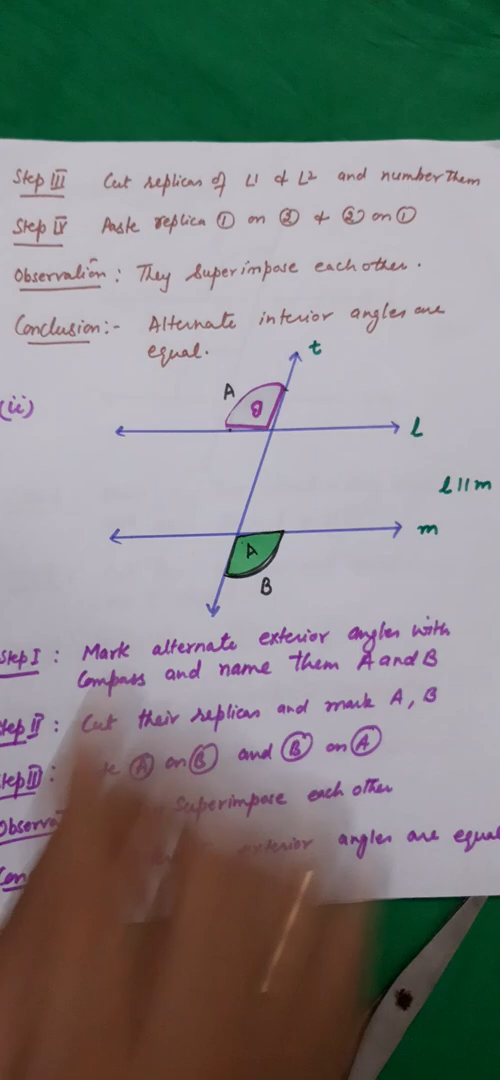 Step III Cut replicas of ∠1 & ∠2 and number them
Step IV Paste replica ① on ② & ② on ①
Observation : They superimpose each other.
Conclusion:- Alternate interior angles are
equal.
t
A
B
(ii)
l
l || m
m
A
B
Step I : Mark alternate exterior angles with
Compass and name them A and B
Step II : Cut their replicas and mark A, B
Step III : Ⓐ on Ⓑ and Ⓑ on Ⓐ
Superimpose each other
exterior angles are equal